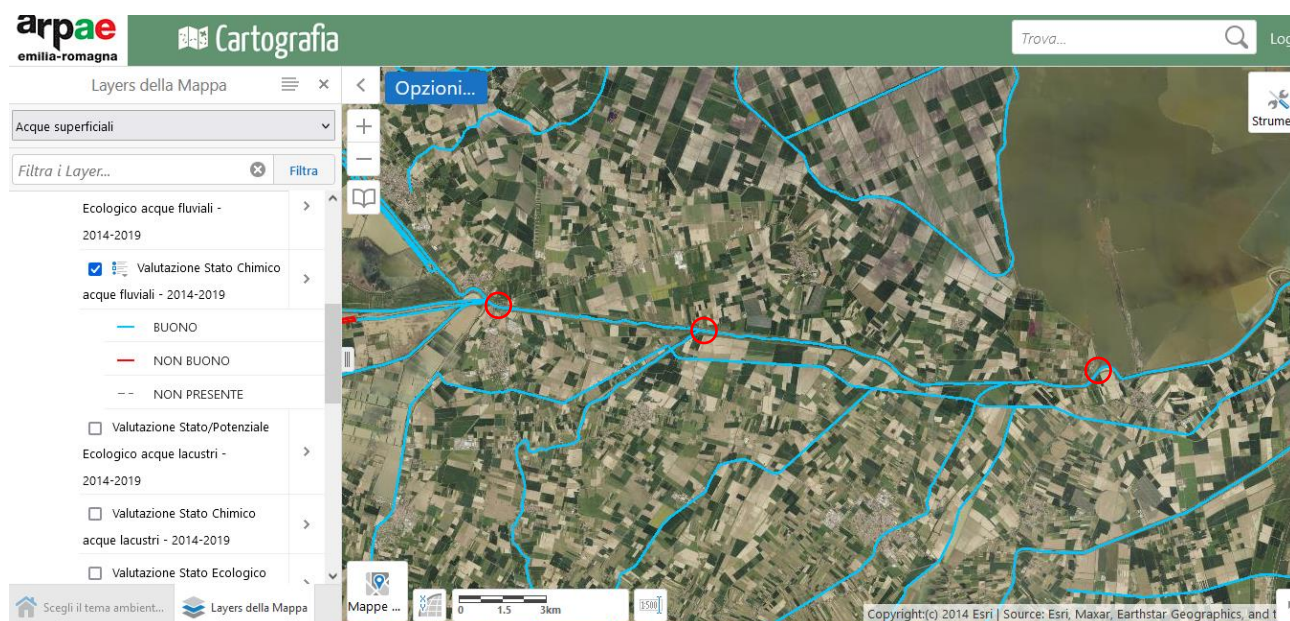 arpae
emilia-romagna
Cartografia
Trova...
Layers della Mappa
Opzioni...
Acque superficiali
Filtra i Layer...
Filtra
Ecologico acque fluviali -
2014-2019
Valutazione Stato Chimico
acque fluviali - 2014-2019
BUONO
NON BUONO
NON PRESENTE
Valutazione Stato/Potenziale
Ecologico acque lacustri -
2014-2019
Valutazione Stato Chimico
acque lacustri - 2014-2019
Valutazione Stato Ecologico
Scegli il tema ambient...
Layers della Mappa
Mappe ...
0 1.5 3km
1:500
Copyright:(c) 2014 Esri | Source: Esri, Maxar, Earthstar Geographics, and